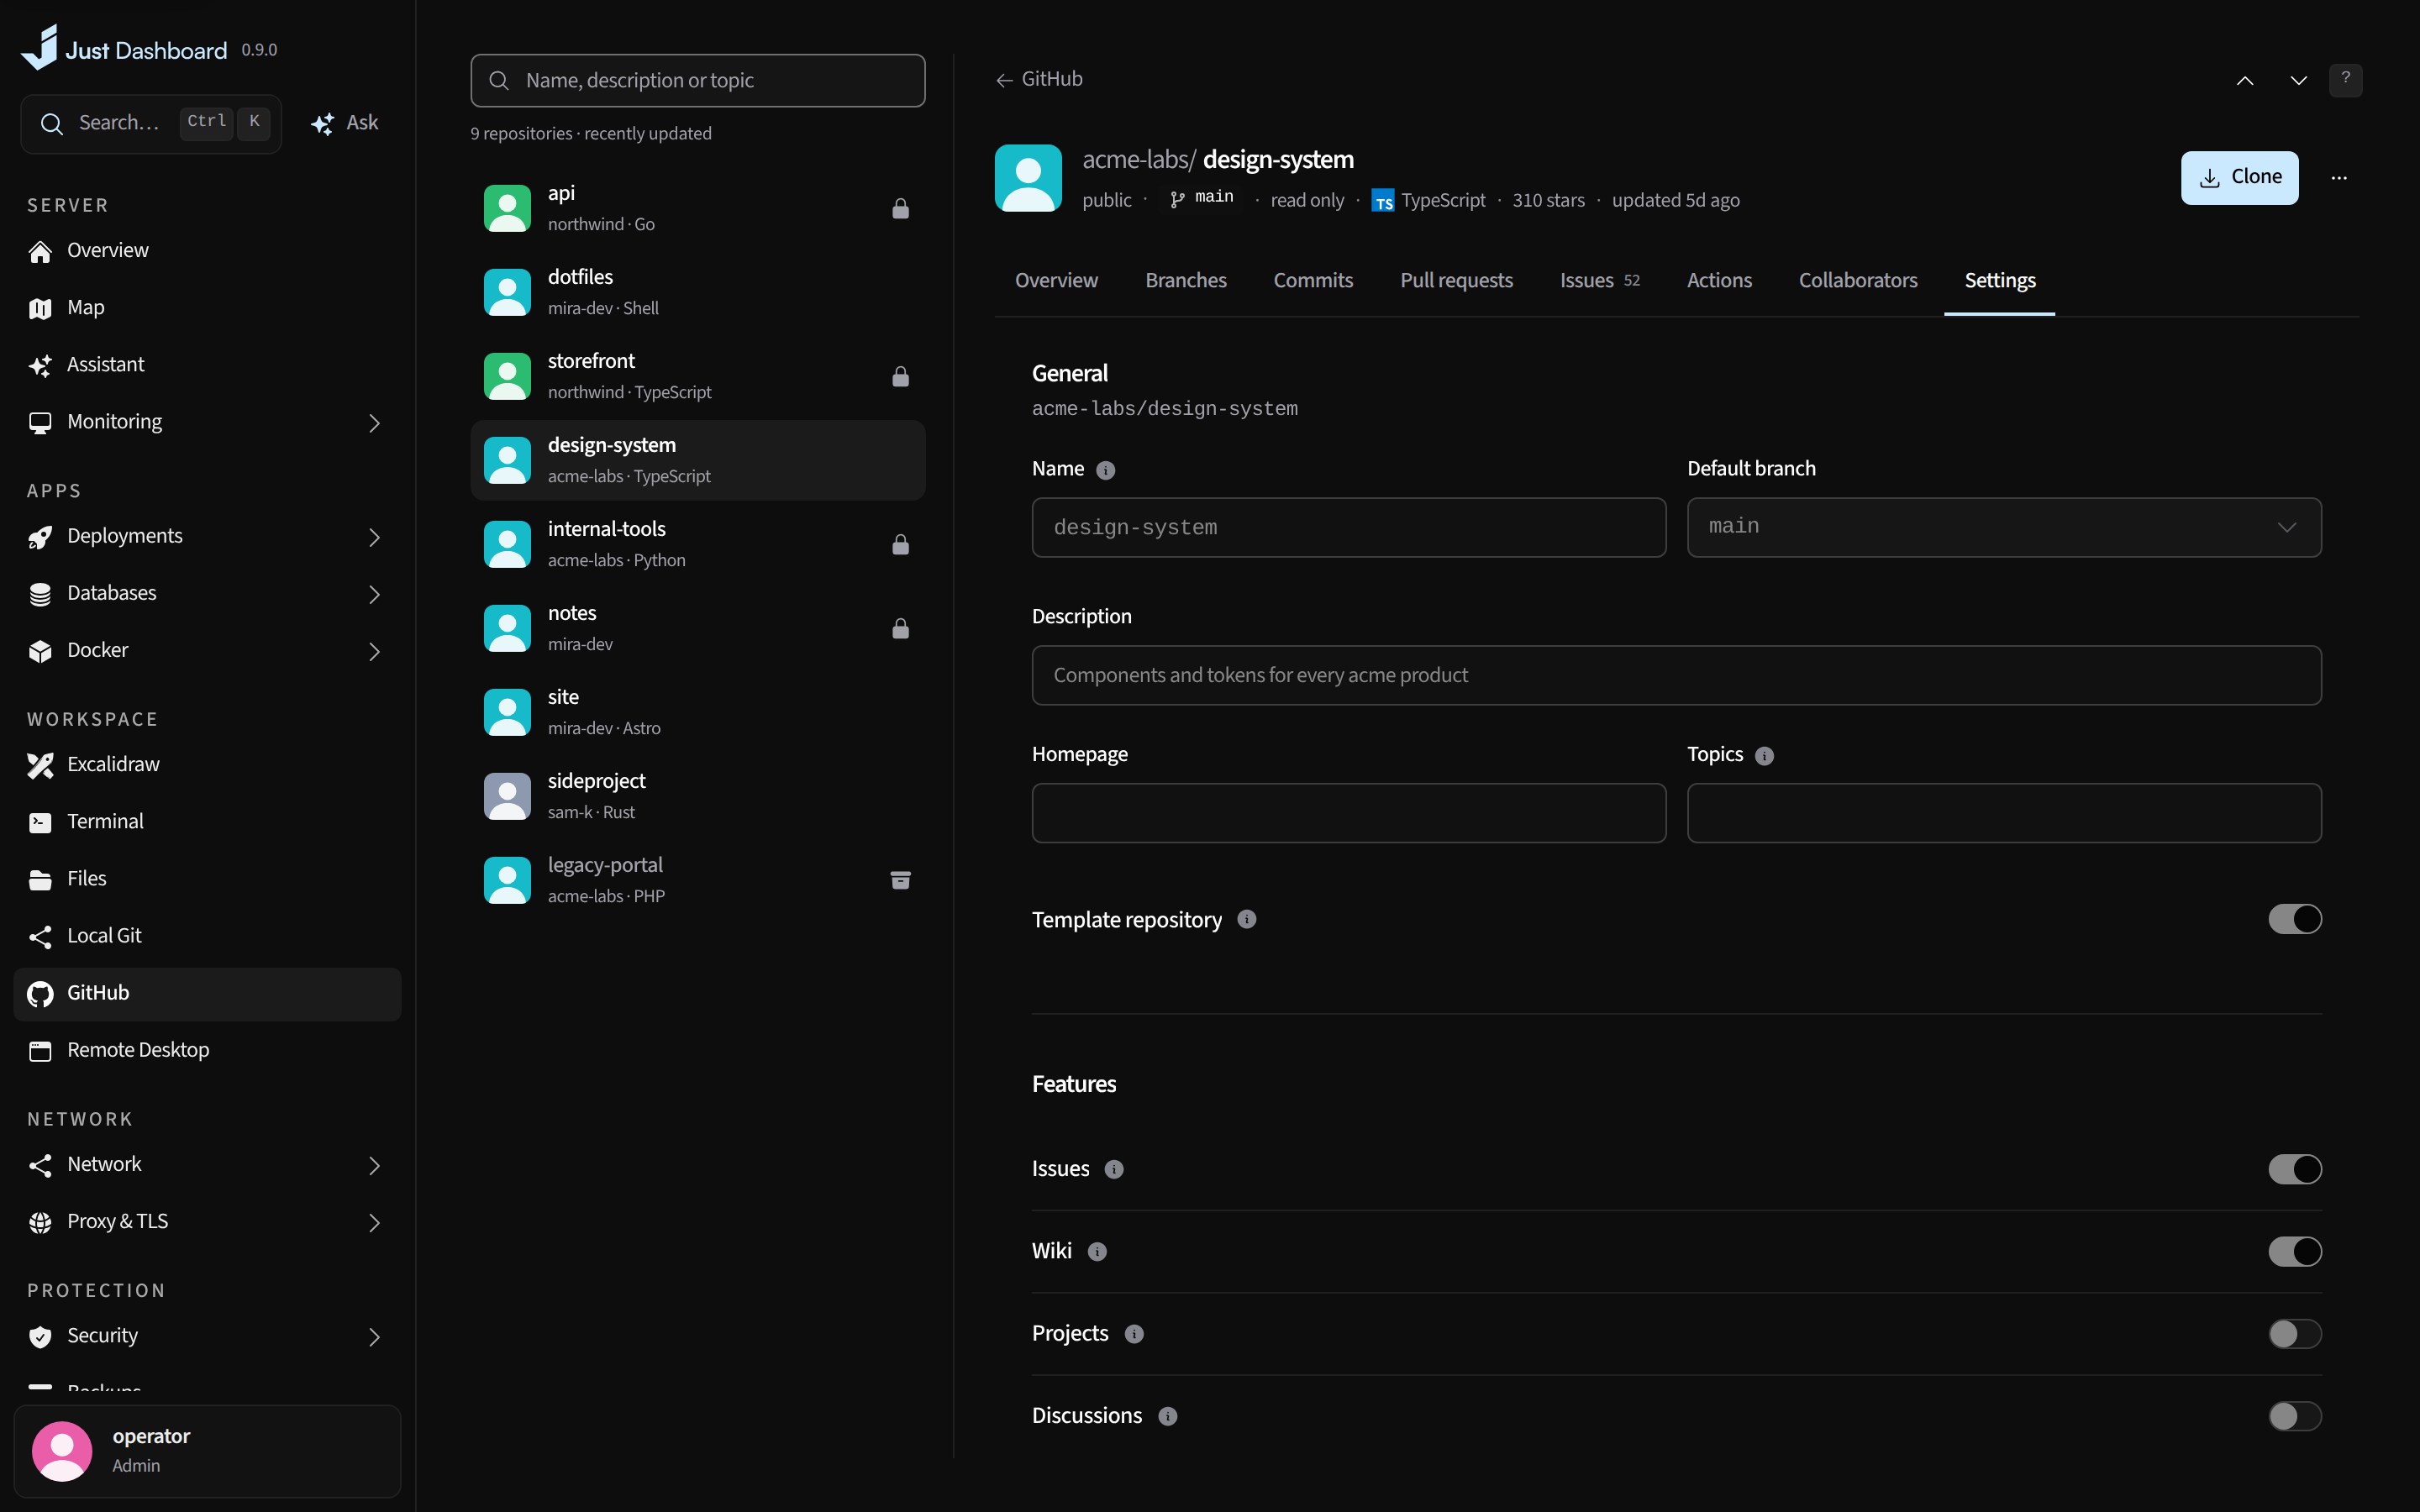 Just Dashboard 0.9.0
Search... Ctrl K Ask
SERVER
Overview
Map
Assistant
Monitoring
APPS
Deployments
Databases
Docker
WORKSPACE
Excalidraw
Terminal
Files
Local Git
GitHub
Remote Desktop
NETWORK
Network
Proxy & TLS
PROTECTION
Security
Backups
operator
Admin
Name, description or topic
9 repositories · recently updated
api
northwind · Go
dotfiles
mira-dev · Shell
storefront
northwind · TypeScript
design-system
acme-labs · TypeScript
internal-tools
acme-labs · Python
notes
mira-dev
site
mira-dev · Astro
sideproject
sam-k · Rust
legacy-portal
acme-labs · PHP
← GitHub ?
acme-labs/ design-system
public · main · read only · TS TypeScript · 310 stars · updated 5d ago
Clone ...
Overview Branches Commits Pull requests Issues 52 Actions Collaborators Settings
General
acme-labs/design-system
Name Default branch
design-system main
Description
Components and tokens for every acme product
Homepage Topics
Template repository
Features
Issues
Wiki
Projects
Discussions